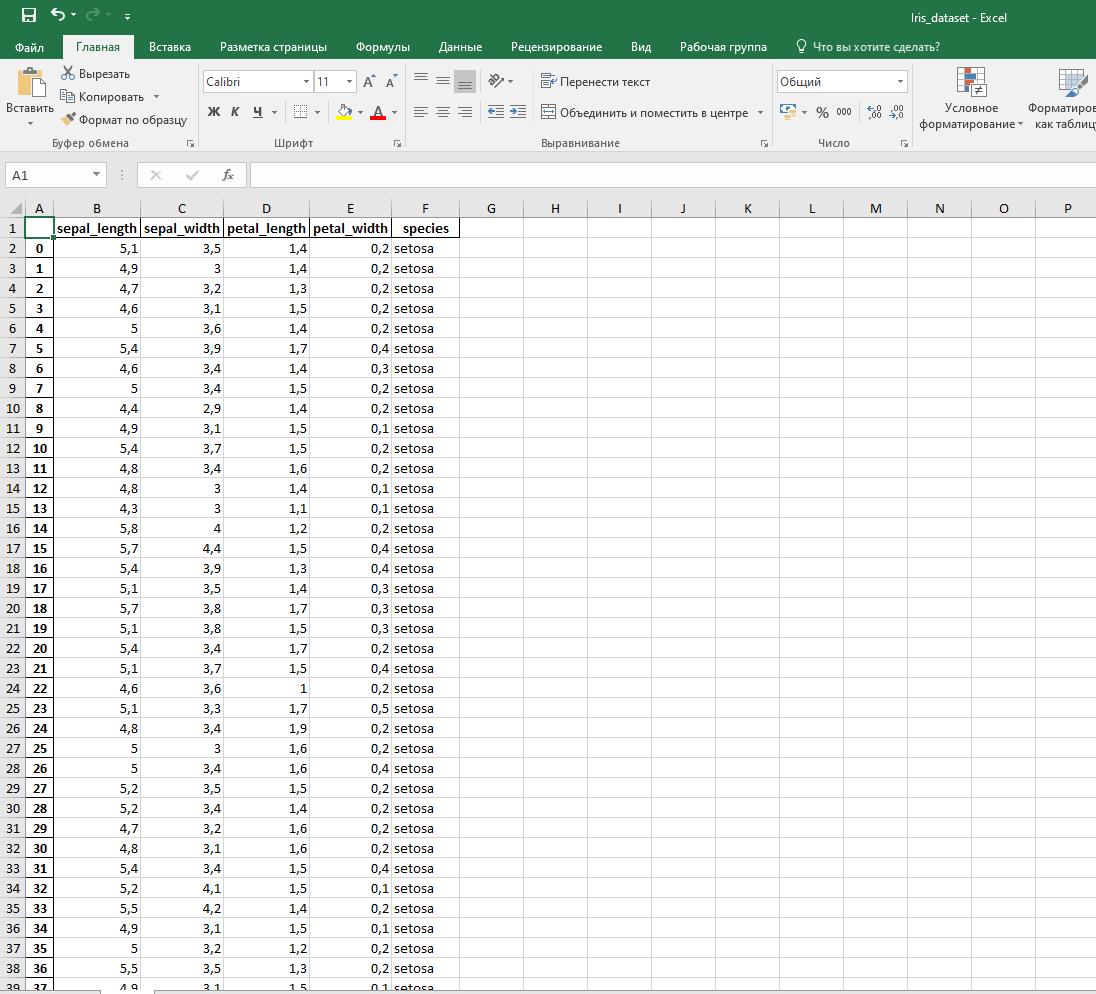 Iris_dataset - Excel
Файл Главная Вставка Разметка страницы Формулы Данные Рецензирование Вид Рабочая группа Что вы хотите сделать?
Вставить
Вырезать
Копировать
Формат по образцу
Буфер обмена
Calibri 11
Ж К Ч
Шрифт
Перенести текст
Объединить и поместить в центре
Выравнивание
Общий
% 000 ,00 ,00
Число
Условное форматирование
Форматиров
как таблиц
A1 fx
A B C D E F G H I J K L M N O P
1 sepal_length sepal_width petal_length petal_width species
2 0 5,1 3,5 1,4 0,2 setosa
3 1 4,9 3 1,4 0,2 setosa
4 2 4,7 3,2 1,3 0,2 setosa
5 3 4,6 3,1 1,5 0,2 setosa
6 4 5 3,6 1,4 0,2 setosa
7 5 5,4 3,9 1,7 0,4 setosa
8 6 4,6 3,4 1,4 0,3 setosa
9 7 5 3,4 1,5 0,2 setosa
10 8 4,4 2,9 1,4 0,2 setosa
11 9 4,9 3,1 1,5 0,1 setosa
12 10 5,4 3,7 1,5 0,2 setosa
13 11 4,8 3,4 1,6 0,2 setosa
14 12 4,8 3 1,4 0,1 setosa
15 13 4,3 3 1,1 0,1 setosa
16 14 5,8 4 1,2 0,2 setosa
17 15 5,7 4,4 1,5 0,4 setosa
18 16 5,4 3,9 1,3 0,4 setosa
19 17 5,1 3,5 1,4 0,3 setosa
20 18 5,7 3,8 1,7 0,3 setosa
21 19 5,1 3,8 1,5 0,3 setosa
22 20 5,4 3,4 1,7 0,2 setosa
23 21 5,1 3,7 1,5 0,4 setosa
24 22 4,6 3,6 1 0,2 setosa
25 23 5,1 3,3 1,7 0,5 setosa
26 24 4,8 3,4 1,9 0,2 setosa
27 25 5 3 1,6 0,2 setosa
28 26 5 3,4 1,6 0,4 setosa
29 27 5,2 3,5 1,5 0,2 setosa
30 28 5,2 3,4 1,4 0,2 setosa
31 29 4,7 3,2 1,6 0,2 setosa
32 30 4,8 3,1 1,6 0,2 setosa
33 31 5,4 3,4 1,5 0,4 setosa
34 32 5,2 4,1 1,5 0,1 setosa
35 33 5,5 4,2 1,4 0,2 setosa
36 34 4,9 3,1 1,5 0,1 setosa
37 35 5 3,2 1,2 0,2 setosa
38 36 5,5 3,5 1,3 0,2 setosa
39 37 4,9 3,1 1,5 0,1 setosa